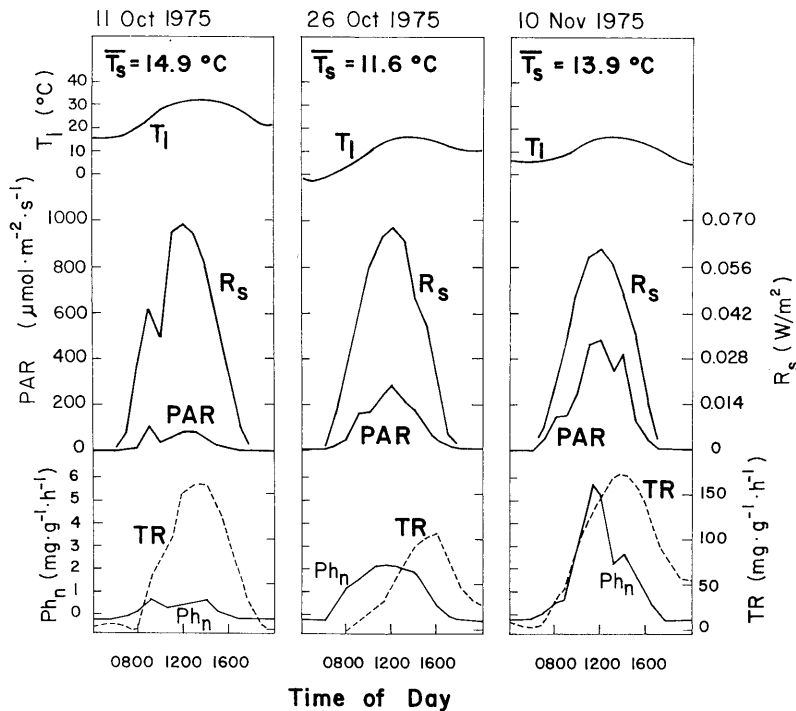 11 Oct 1975 26 Oct 1975 10 Nov 1975
T̅s = 14.9 °C T̅s = 11.6 °C T̅s = 13.9 °C
Tl (°C)
40
30
20
10
0
Tl Tl Tl
PAR (μmol·m⁻²·s⁻¹)
1000
800
600
400
200
0
Rs Rs Rs
PAR PAR PAR
0.070
0.056
0.042
0.028
0.014
0
Rs (W/m²)
Phn (mg·g⁻¹·h⁻¹)
6
5
4
3
2
1
0
TR TR TR
Phn Phn Phn
150
100
50
0
TR (mg·g⁻¹·h⁻¹)
0800 1200 1600 0800 1200 1600 0800 1200 1600
Time of Day